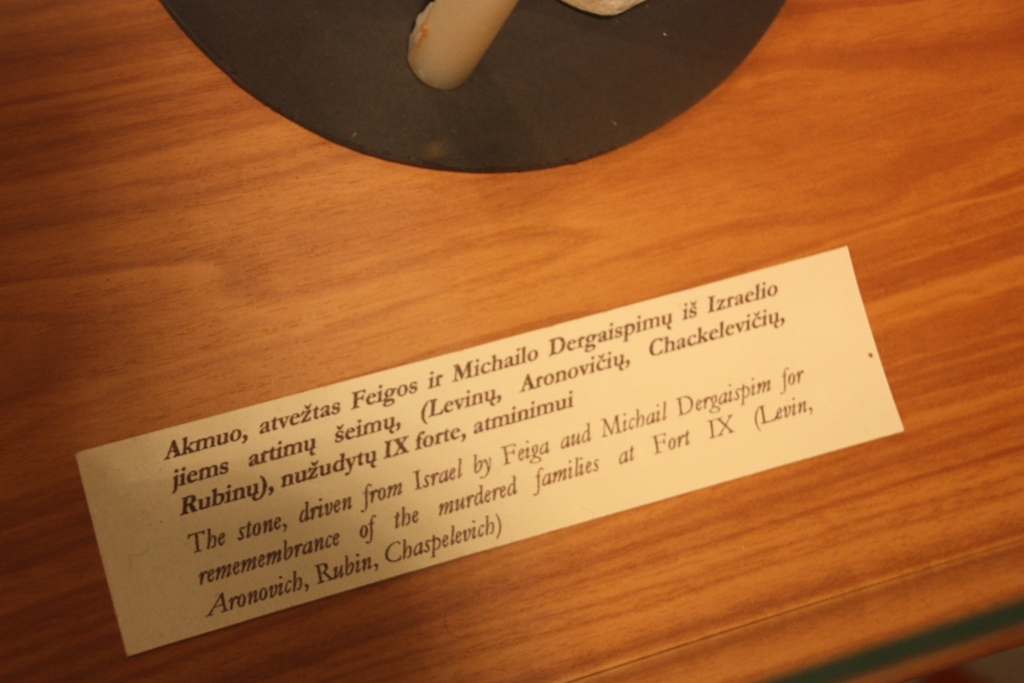 Akmuo, atvežtas Feigos ir Michailo Dergaispimų iš Izraelio
jiems artimų šeimų, (Levinų, Aronovičių, Chackelevičių,
Rubinų), nužudytų IX forte, atminimui
The stone, driven from Israel by Feiga aud Michail Dergaispim for
rememembrance of the murdered families at Fort IX (Levin,
Aronovich, Rubin, Chaspelevich)